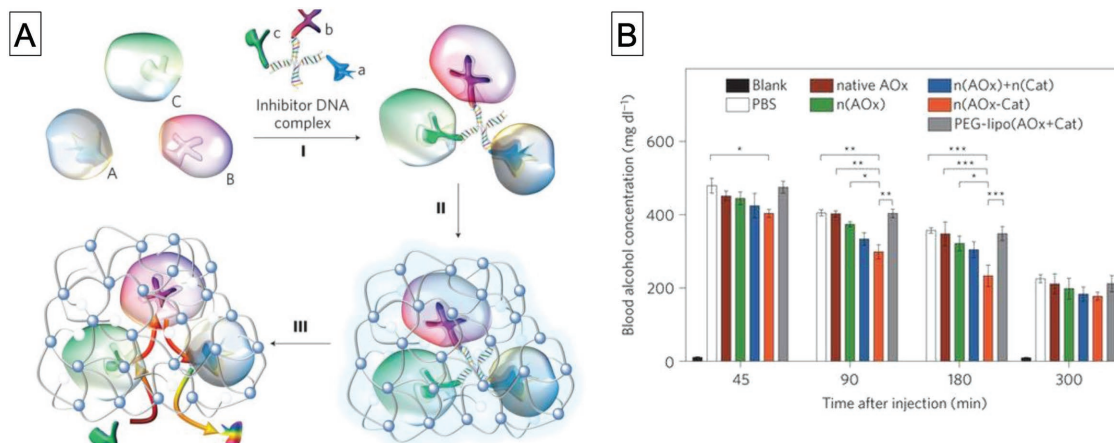 A
c
b
a
Inhibitor DNA
complex
I
C
A
B
II
III
B
Blank
PBS
native AOx
n(AOx)
n(AOx)+n(Cat)
n(AOx-Cat)
PEG-lipo(AOx+Cat)
Blood alcohol concentration (mg dl⁻¹)
600
400
200
0
*
**
**
*
**
***
***
*
***
45
90
180
300
Time after injection (min)